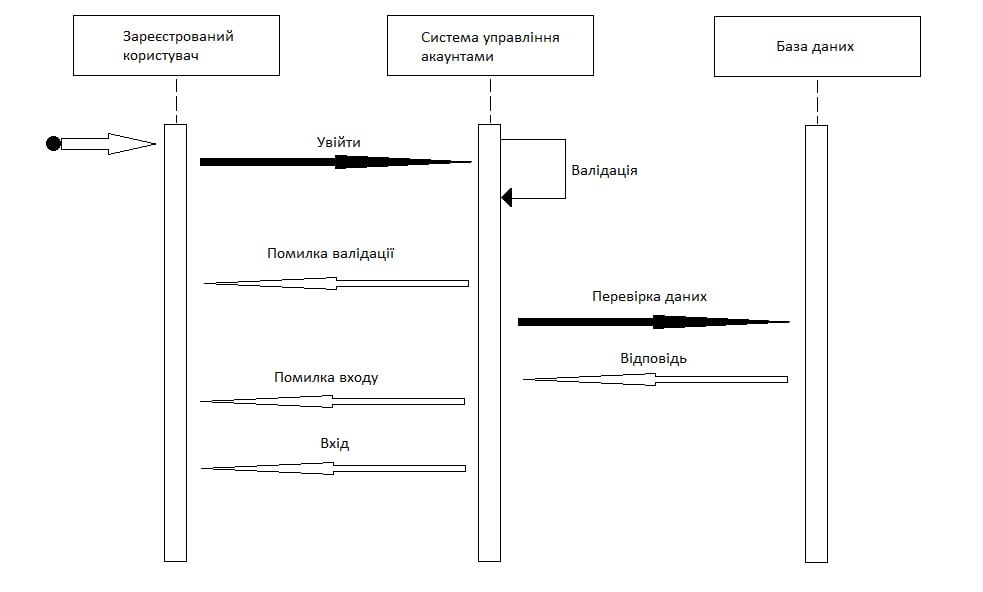 Зареєстрований
користувач
Система управління
акаунтами
База даних
Увійти
Валідація
Помилка валідації
Перевірка даних
Відповідь
Помилка входу
Вхід